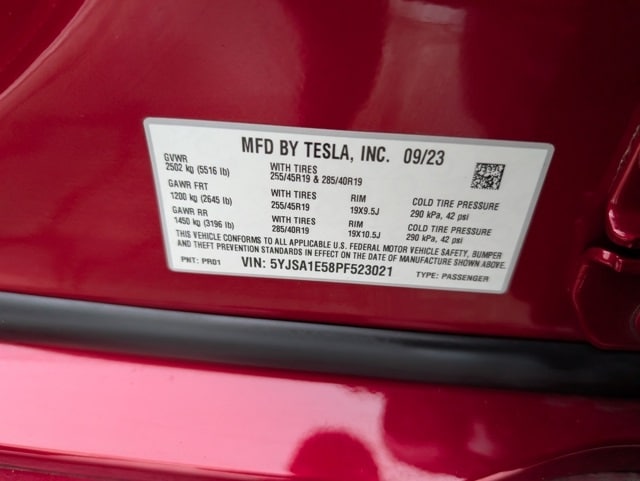 MFD BY TESLA, INC. 09/23
GVWR
2502 kg (5516 lb)
WITH TIRES
255/45R19 & 285/40R19
GAWR FRT
1200 kg (2645 lb)
WITH TIRES
255/45R19
RIM
19X9.5J
COLD TIRE PRESSURE
290 kPa, 42 psi
GAWR RR
1450 kg (3196 lb)
WITH TIRES
285/40R19
RIM
19X10.5J
COLD TIRE PRESSURE
290 kPa, 42 psi
THIS VEHICLE CONFORMS TO ALL APPLICABLE U.S. FEDERAL MOTOR VEHICLE SAFETY, BUMPER
AND THEFT PREVENTION STANDARDS IN EFFECT ON THE DATE OF MANUFACTURE SHOWN ABOVE.
PNT: PR01
VIN: 5YJSA1E58PF523021
TYPE: PASSENGER